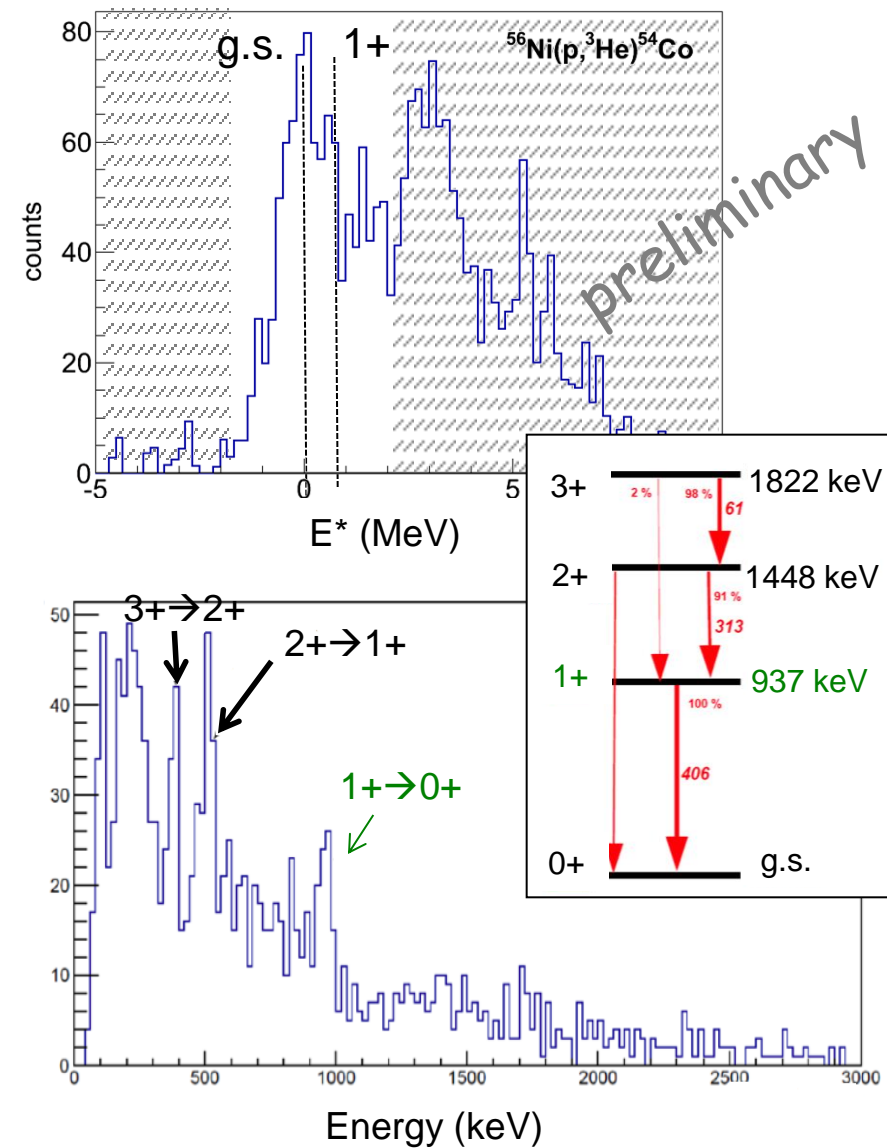 g.s. 1+ ⁵⁶Ni(p,³He)⁵⁴Co
preliminary
80
60
40
20
0
counts
-5 0 5
E* (MeV)
3+ 2 % 98 % 61 1822 keV
2+ 1448 keV
91 %
313
1+ 937 keV
100 %
406
0+ g.s.
3+→2+
2+→1+
1+→0+
50
40
30
20
10
0
0 500 1000 1500 2000 2500 3000
Energy (keV)